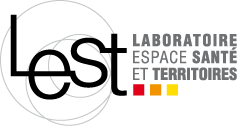 Lest
LABORATOIRE
ESPACE SANTÉ
ET TERRITOIRES